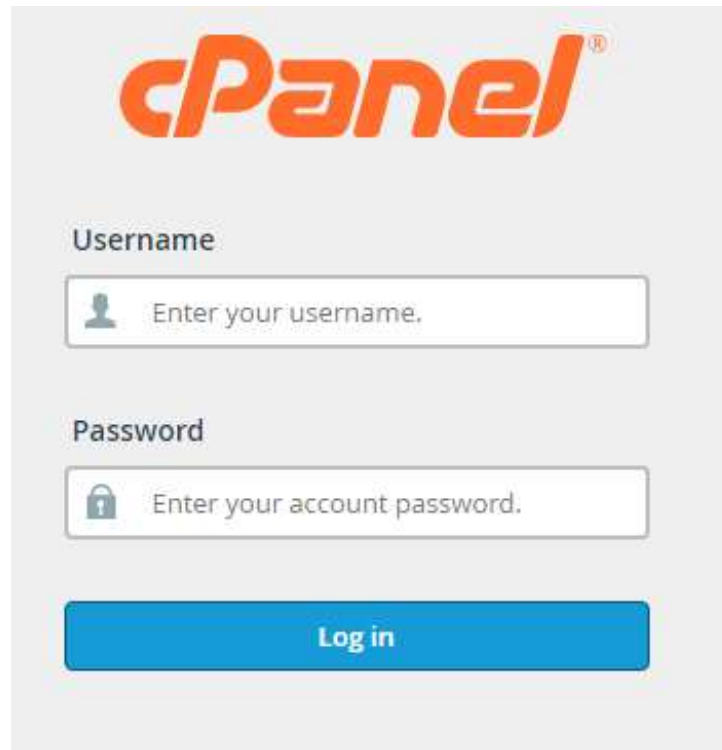 cPanel®
Username
Enter your username.
Password
Enter your account password.
Log in